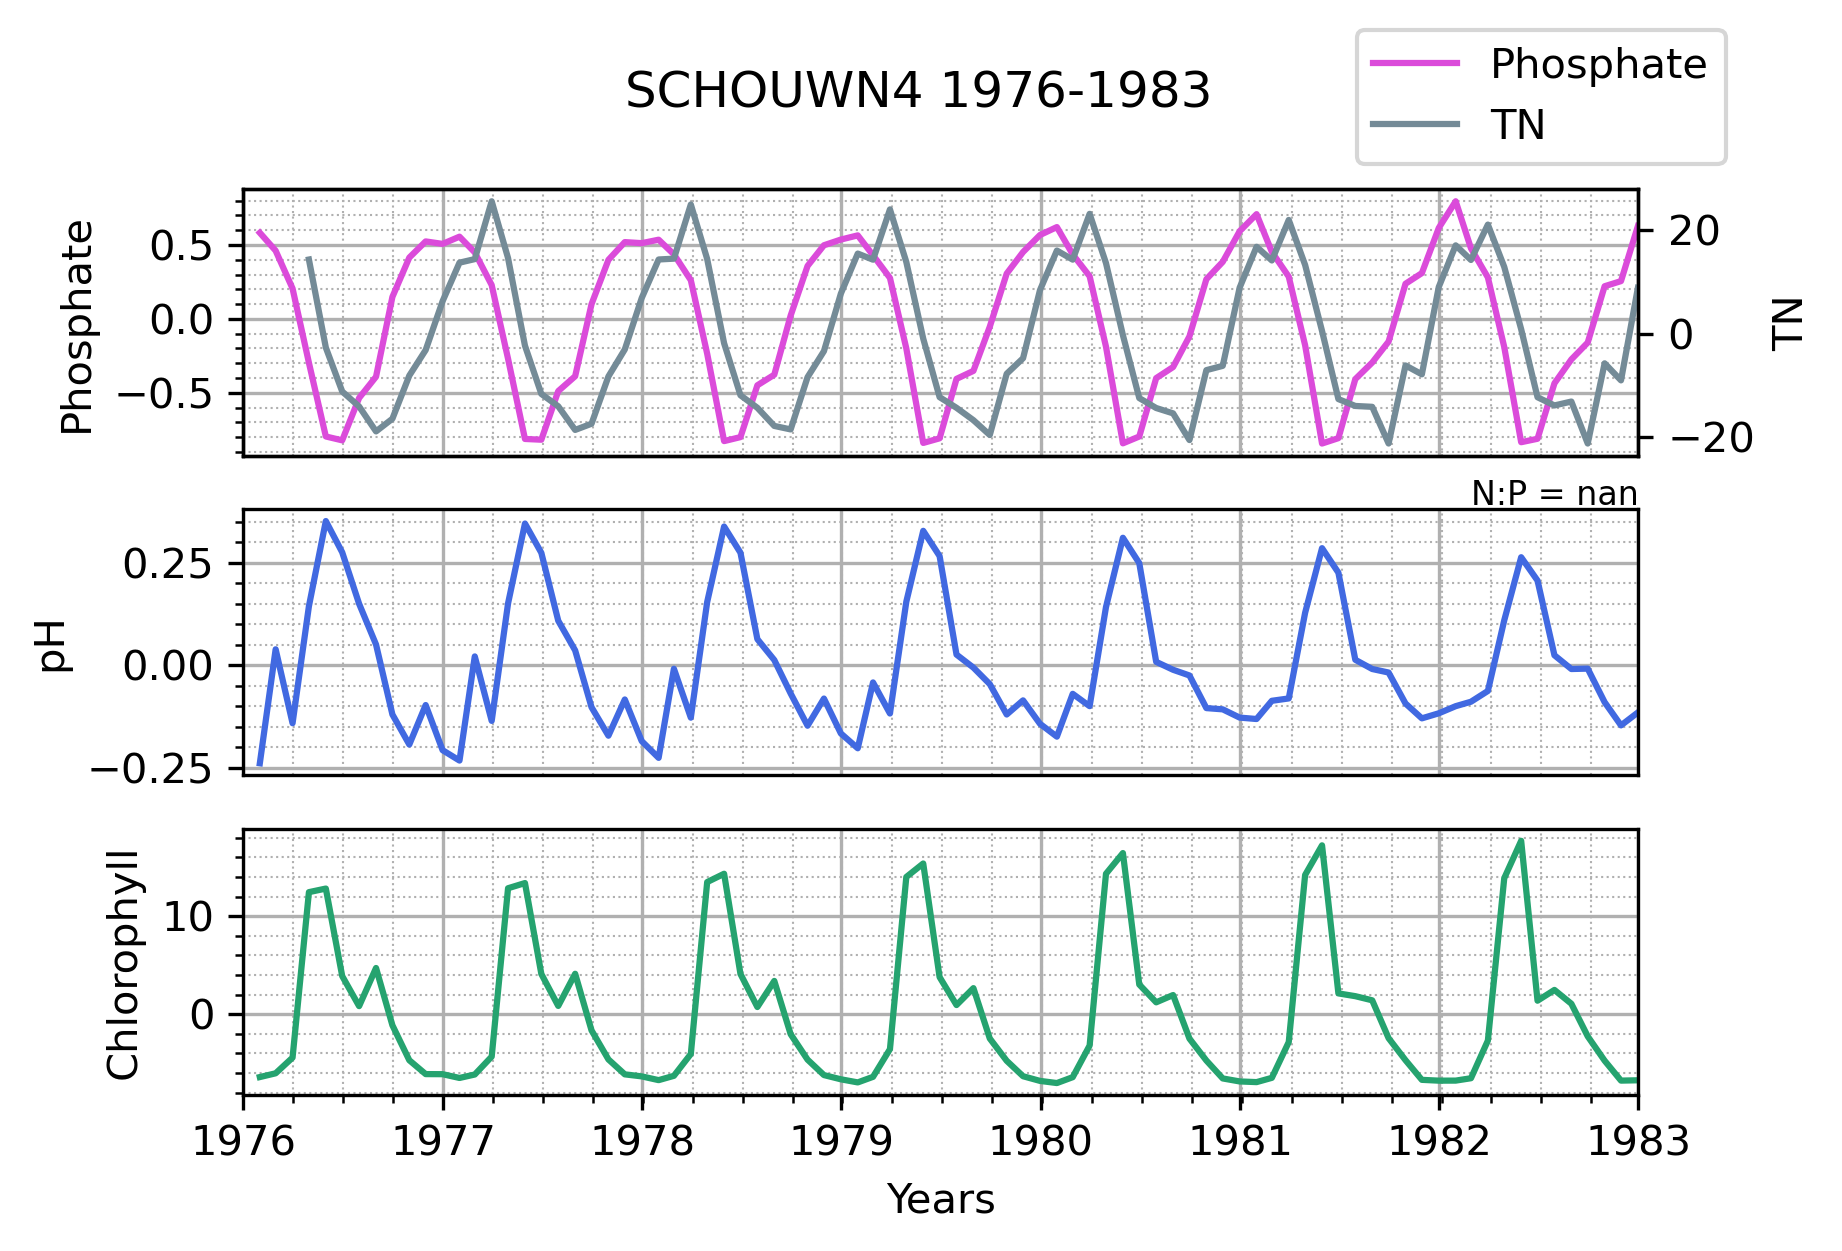 SCHOUWN4 1976-1983
Phosphate
TN
Phosphate
0.5
0.0
−0.5
20
0
−20
TN
N:P = nan
pH
0.25
0.00
−0.25
Chlorophyll
10
0
1976 1977 1978 1979 1980 1981 1982 1983
Years